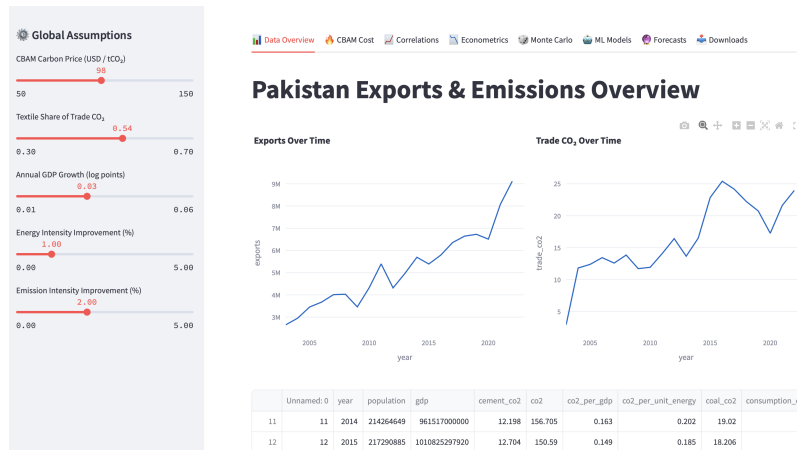 Global Assumptions
CBAM Carbon Price (USD / tCO₂)
98
50 150
Textile Share of Trade CO₂
0.54
0.30 0.70
Annual GDP Growth (log points)
0.03
0.01 0.06
Energy Intensity Improvement (%)
1.00
0.00 5.00
Emission Intensity Improvement (%)
2.00
0.00 5.00
Data Overview CBAM Cost Correlations Econometrics Monte Carlo ML Models Forecasts Downloads
Pakistan Exports & Emissions Overview
Exports Over Time
9M
8M
7M
6M
5M
4M
3M
exports
2005 2010 2015 2020
year
Trade CO₂ Over Time
25
20
15
10
5
trade_co2
2005 2010 2015 2020
year
Unnamed: 0 year population gdp cement_co2 co2 co2_per_gdp co2_per_unit_energy coal_co2 consumption_
11 11 2014 214264649 961517000000 12.198 156.705 0.163 0.202 19.02
12 12 2015 217290885 1010825297920 12.704 150.59 0.149 0.185 18.206